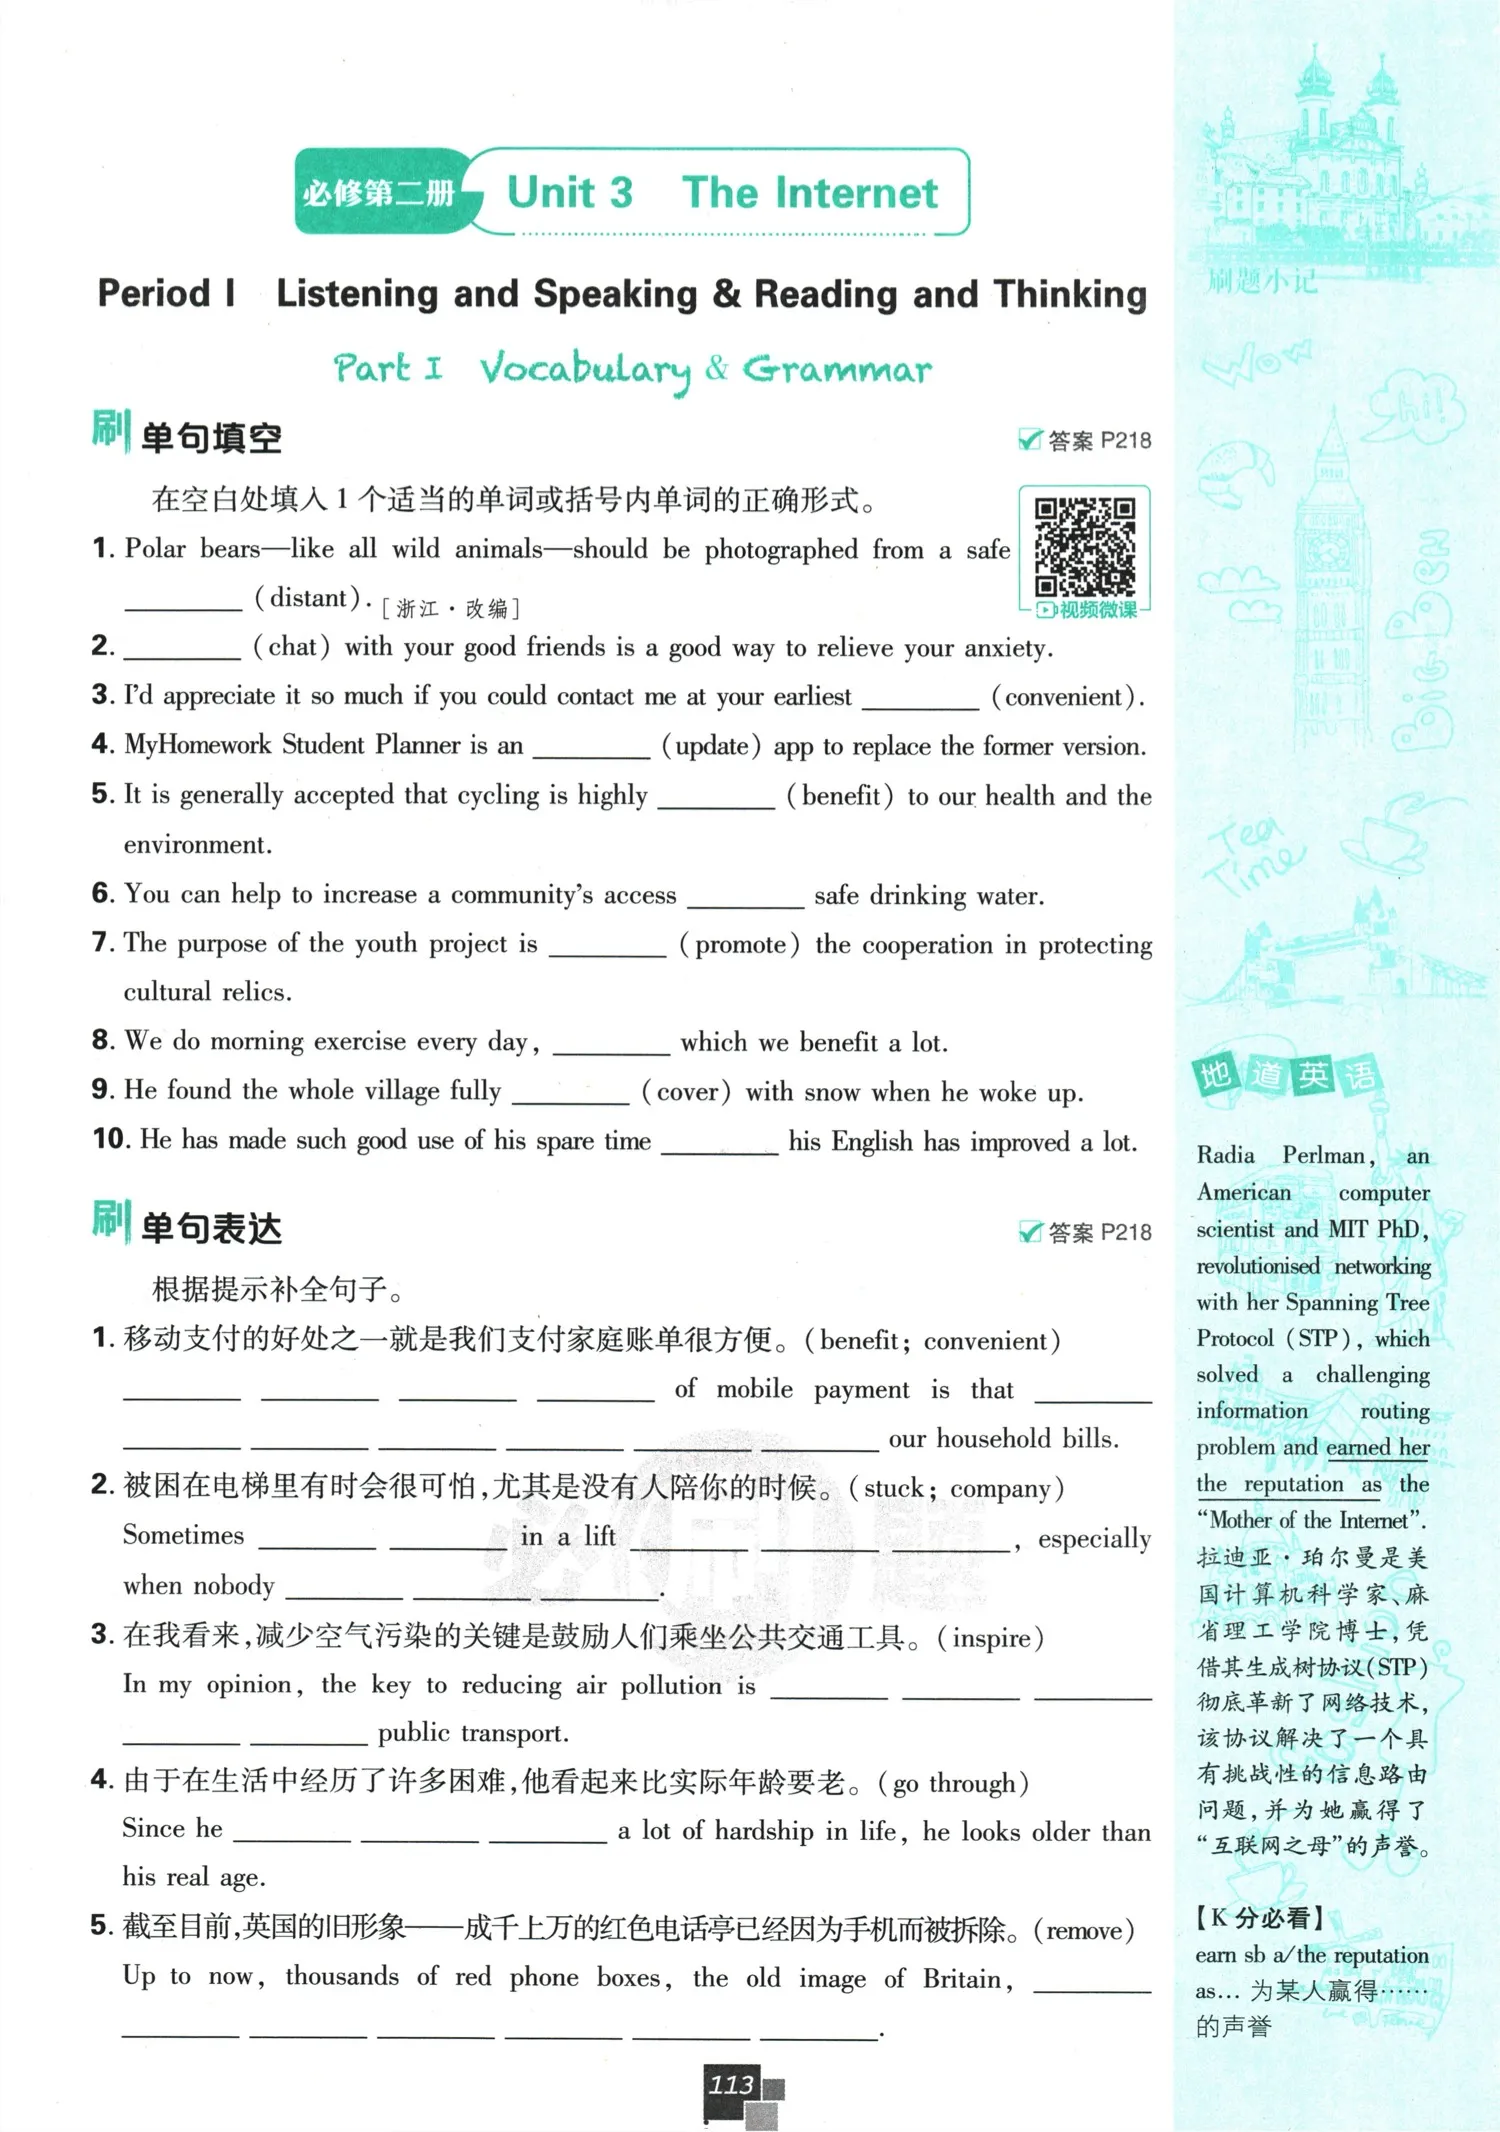 必修第二册 Unit 3 The Internet
Period I Listening and Speaking & Reading and Thinking
Part I Vocabulary & Grammar
刷 单句填空
答案 P218
在空白处填入 1 个适当的单词或括号内单词的正确形式。
1. Polar bears—like all wild animals—should be photographed from a safe
________ (distant). [浙江·改编]
视频微课
2. ________ (chat) with your good friends is a good way to relieve your anxiety.
3. I'd appreciate it so much if you could contact me at your earliest ________ (convenient).
4. MyHomework Student Planner is an ________ (update) app to replace the former version.
5. It is generally accepted that cycling is highly ________ (benefit) to our health and the
environment.
6. You can help to increase a community's access ________ safe drinking water.
7. The purpose of the youth project is ________ (promote) the cooperation in protecting
cultural relics.
8. We do morning exercise every day, ________ which we benefit a lot.
9. He found the whole village fully ________ (cover) with snow when he woke up.
10. He has made such good use of his spare time ________ his English has improved a lot.
刷 单句表达
答案 P218
根据提示补全句子。
1. 移动支付的好处之一就是我们支付家庭账单很方便。(benefit; convenient)
________ ________ ________ ________ of mobile payment is that ________
________ ________ ________ ________ ________ ________ our household bills.
2. 被困在电梯里有时会很可怕,尤其是没有人陪你的时候。(stuck; company)
Sometimes ________ ________ in a lift ________ ________ ________, especially
when nobody ________ ________ ________.
3. 在我看来,减少空气污染的关键是鼓励人们乘坐公共交通工具。(inspire)
In my opinion, the key to reducing air pollution is ________ ________ ________
________ ________ public transport.
4. 由于在生活中经历了许多困难,他看起来比实际年龄要老。(go through)
Since he ________ ________ ________ a lot of hardship in life, he looks older than
his real age.
5. 截至目前,英国的旧形象——成千上万的红色电话亭已经因为手机而被拆除。(remove)
Up to now, thousands of red phone boxes, the old image of Britain, ________
________ ________ ________ ________ ________ ________.
113
刷题小记
Wow
hi!
Big Ben
Tea
Time
地道英语
Radia Perlman, an
American computer
scientist and MIT PhD,
revolutionised networking
with her Spanning Tree
Protocol (STP), which
solved a challenging
information routing
problem and earned her
the reputation as the
“Mother of the Internet”.
拉迪亚·珀尔曼是美
国计算机科学家、麻
省理工学院博士,凭
借其生成树协议(STP)
彻底革新了网络技术,
该协议解决了一个具
有挑战性的信息路由
问题,并为她赢得了
“互联网之母”的声誉。
【K 分必看】
earn sb a/the reputation
as... 为某人赢得……
的声誉